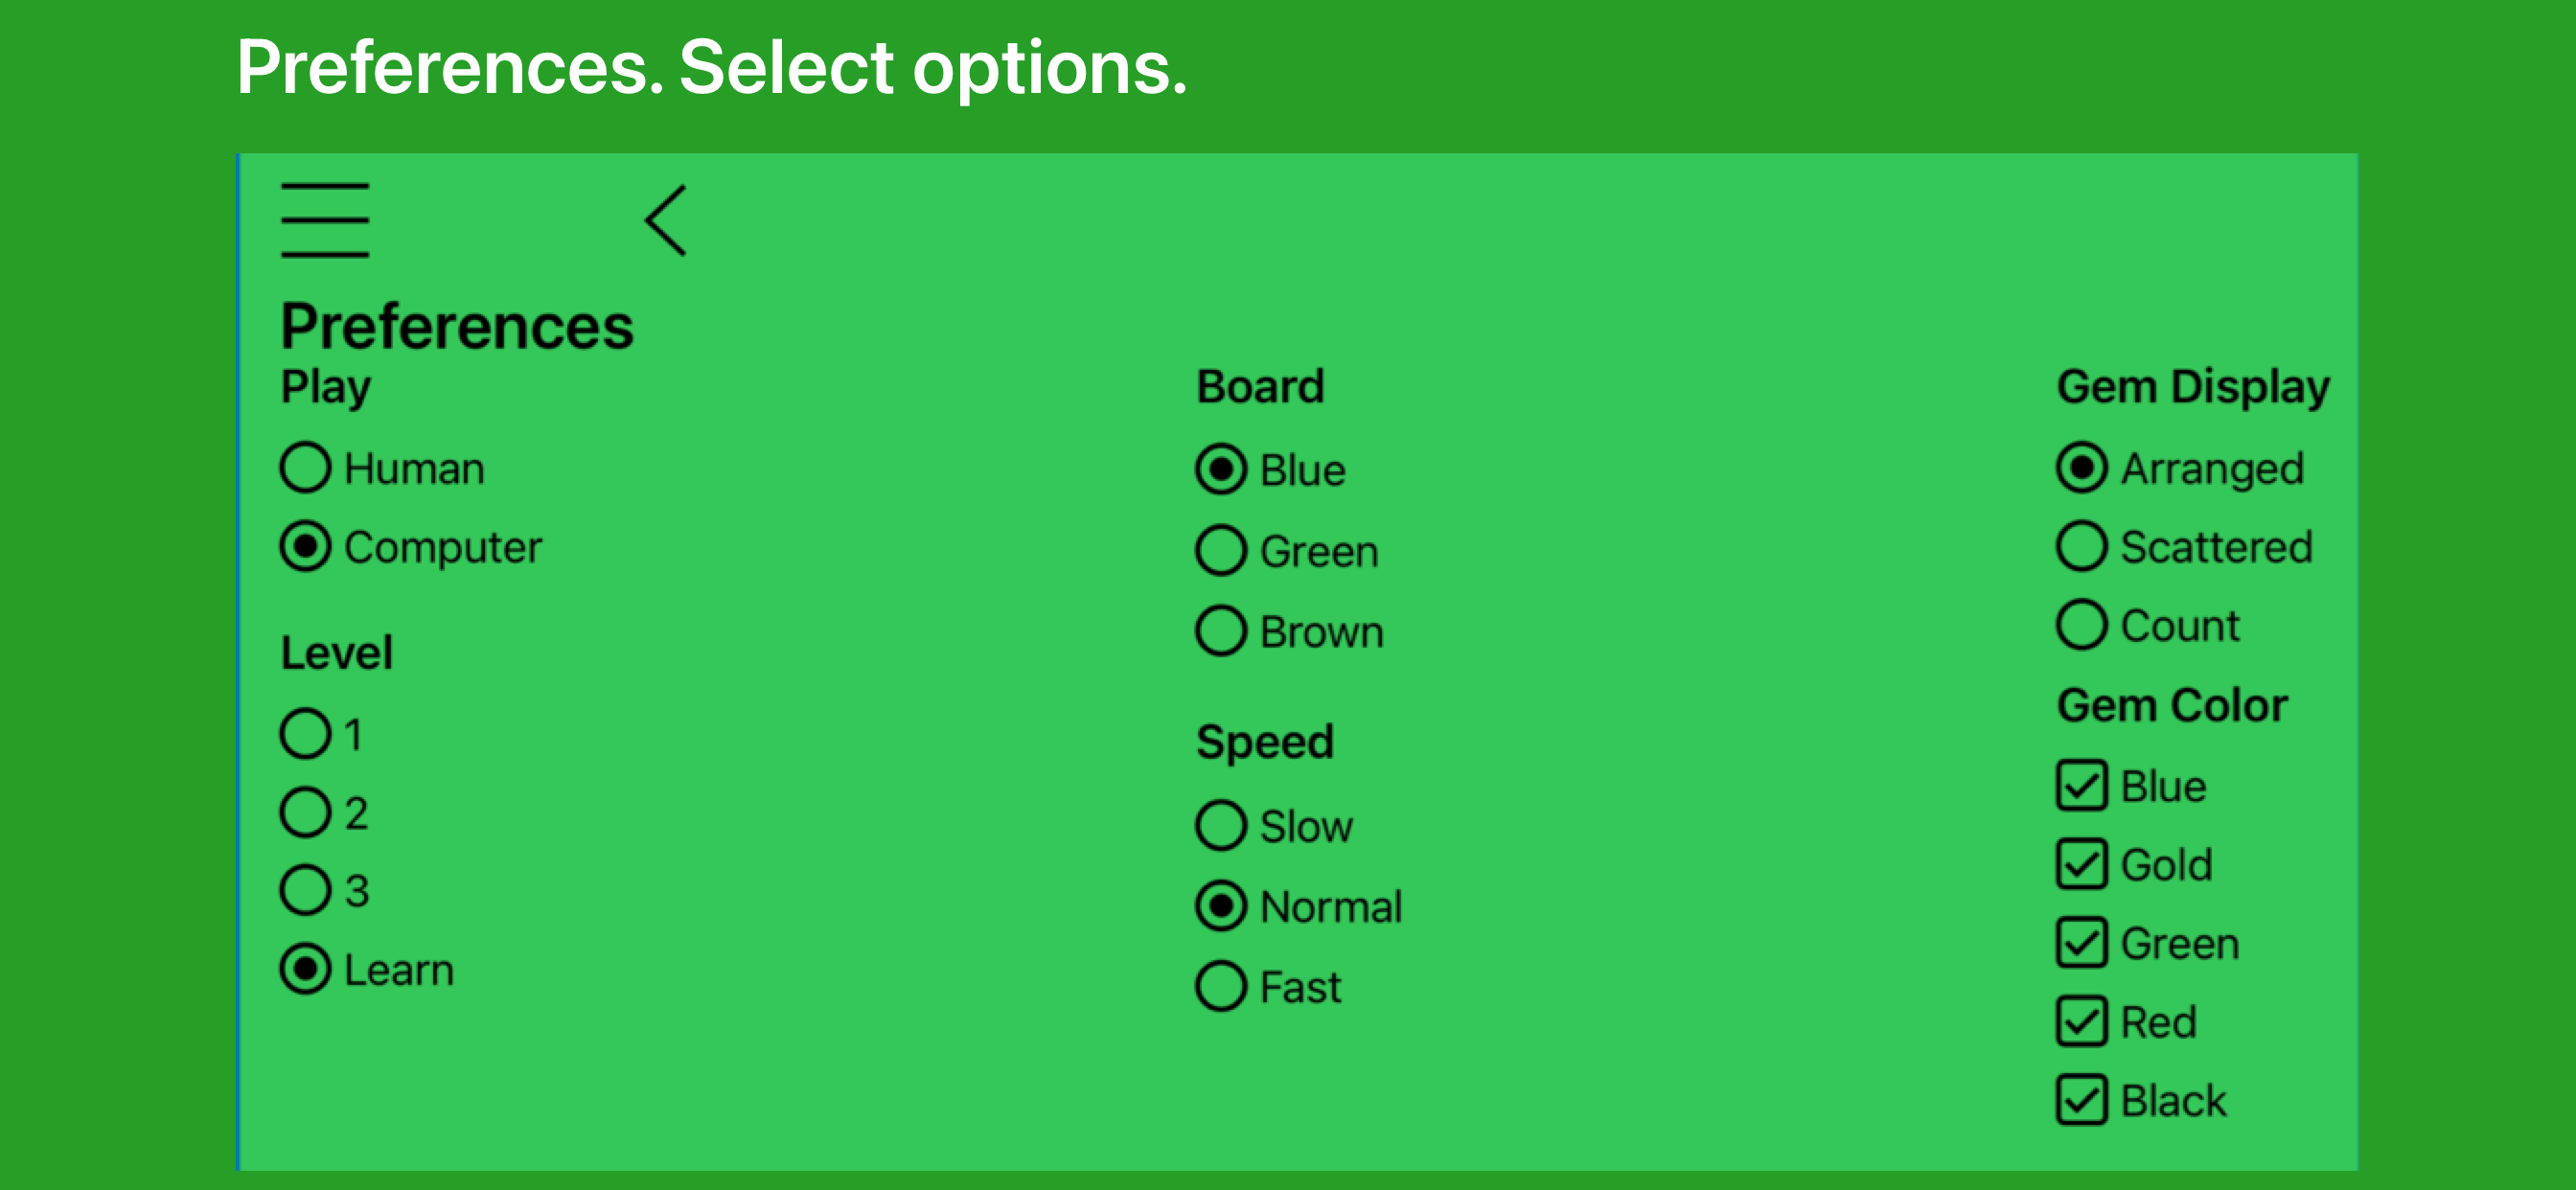 Preferences. Select options.
Preferences
Play
Human
Computer
Level
1
2
3
Learn
Board
Blue
Green
Brown
Speed
Slow
Normal
Fast
Gem Display
Arranged
Scattered
Count
Gem Color
Blue
Gold
Green
Red
Black